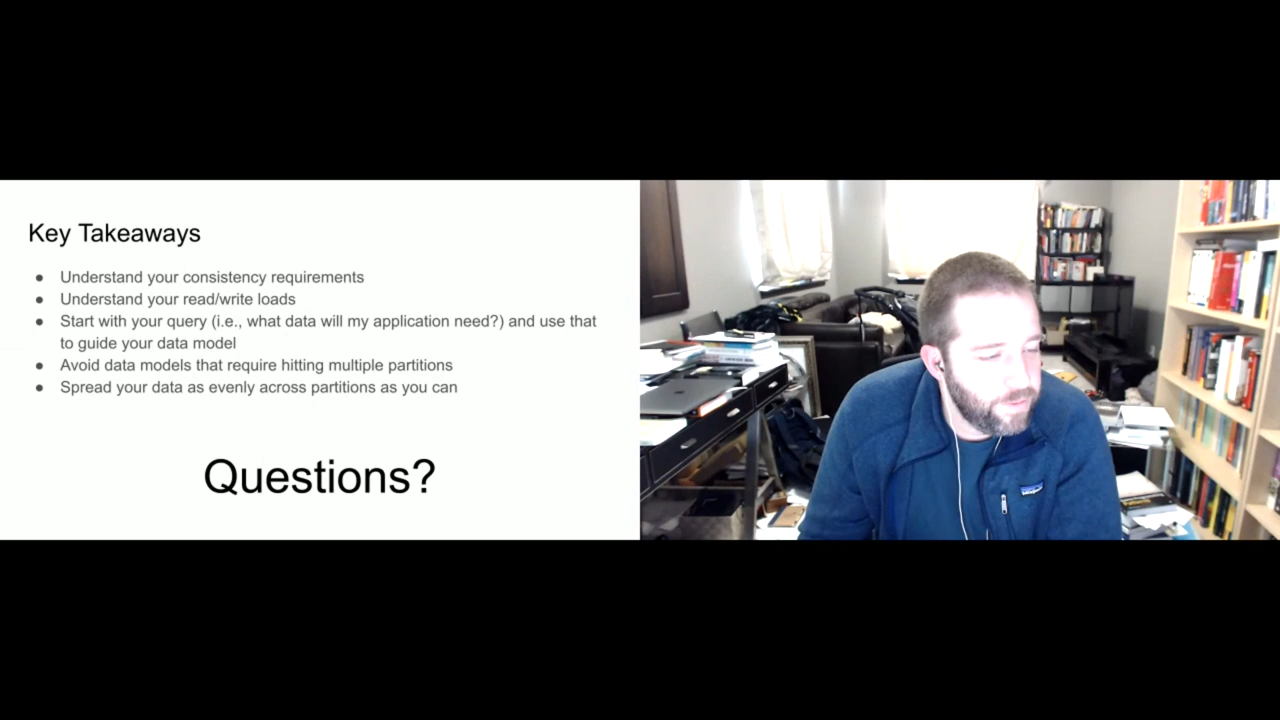 Key Takeaways
● Understand your consistency requirements
● Understand your read/write loads
● Start with your query (i.e., what data will my application need?) and use that
to guide your data model
● Avoid data models that require hitting multiple partitions
● Spread your data as evenly across partitions as you can
Questions?